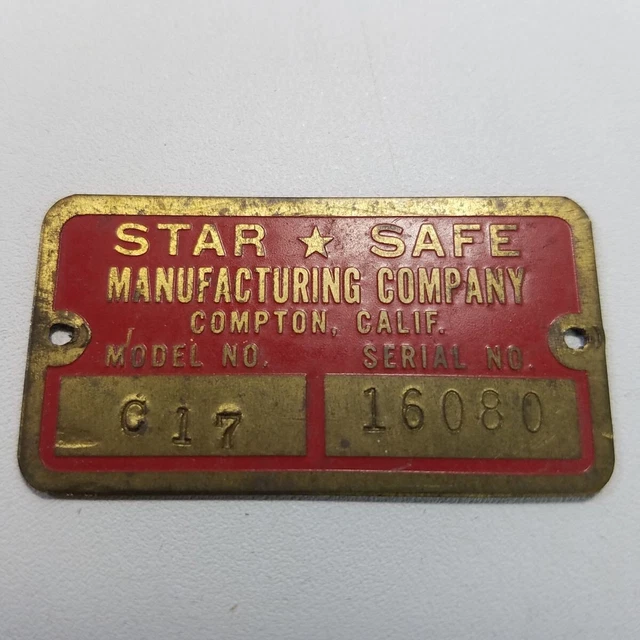 STAR ★ SAFE
MANUFACTURING COMPANY
COMPTON, CALIF.
MODEL NO. SERIAL NO.
C17 16080